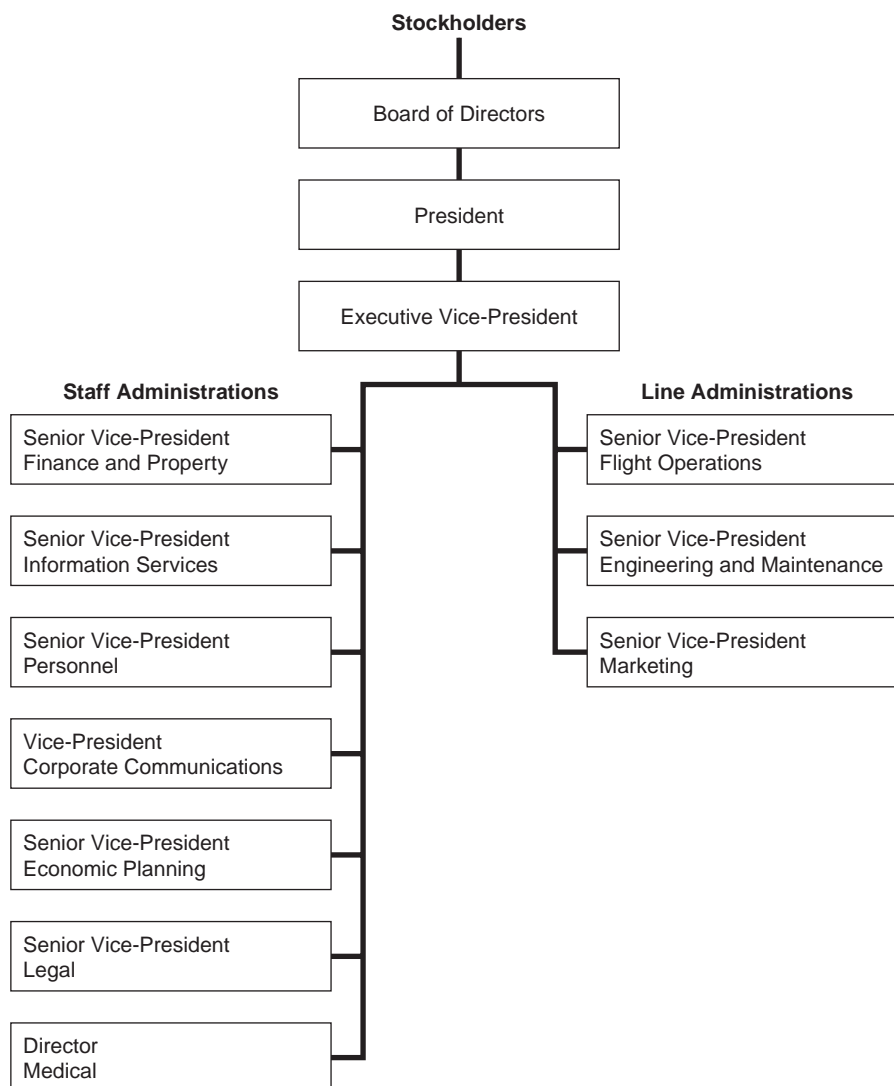 Stockholders
Board of Directors
President
Executive Vice-President
Staff Administrations
Senior Vice-President
Finance and Property
Senior Vice-President
Information Services
Senior Vice-President
Personnel
Vice-President
Corporate Communications
Senior Vice-President
Economic Planning
Senior Vice-President
Legal
Director
Medical
Line Administrations
Senior Vice-President
Flight Operations
Senior Vice-President
Engineering and Maintenance
Senior Vice-President
Marketing